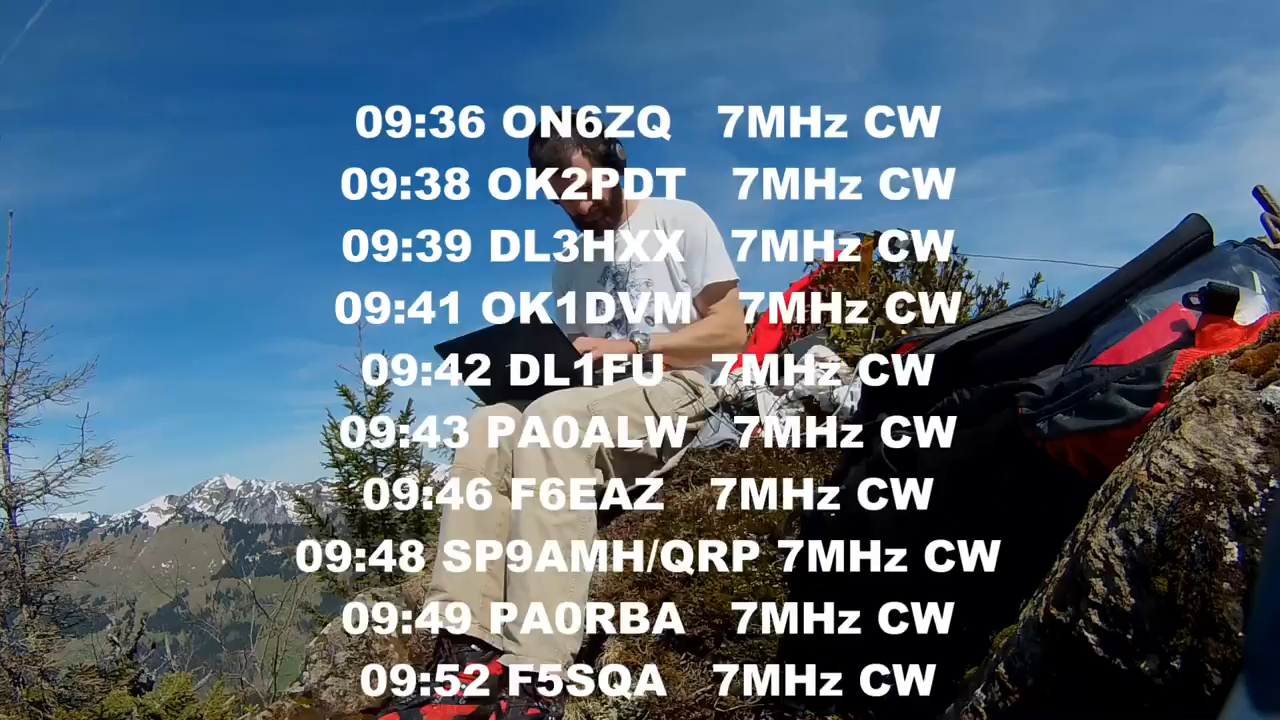 09:36 ON6ZQ 7MHz CW
09:38 OK2PDT 7MHz CW
09:39 DL3HXX 7MHz CW
09:41 OK1DVM 7MHz CW
09:42 DL1FU 7MHz CW
09:43 PA0ALW 7MHz CW
09:46 F6EAZ 7MHz CW
09:48 SP9AMH/QRP 7MHz CW
09:49 PA0RBA 7MHz CW
09:52 F5SQA 7MHz CW